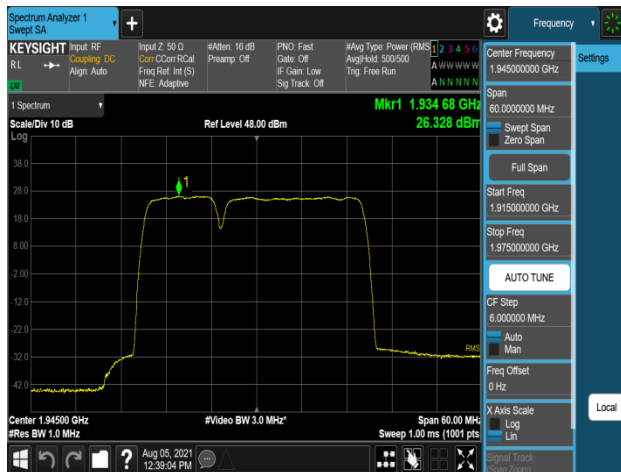 Spectrum Analyzer 1
Swept SA
Frequency
KEYSIGHT
RL
Input: RF
Coupling: DC
Align: Auto
Input Z: 50 Ω
Corr CCorr RCal
Freq Ref: Int (S)
NFE: Adaptive
#Atten: 16 dB
Preamp: Off
PNO: Fast
Gate: Off
IF Gain: Low
Sig Track: Off
#Avg Type: Power (RMS
Avg|Hold: 500/500
Trig: Free Run
1 2 3 4 5 6
A W W W W W
A N N N N N
Center Frequency
1.945000000 GHz
Settings
Span
60.0000000 MHz
Swept Span
Zero Span
Full Span
Start Freq
1.915000000 GHz
Stop Freq
1.975000000 GHz
AUTO TUNE
CF Step
6.000000 MHz
Auto
Man
Freq Offset
0 Hz
X Axis Scale
Log
Lin
Local
Signal Track
(Span Zoom)
1 Spectrum
Mkr1 1.934 68 GHz
Scale/Div 10 dB
Ref Level 48.00 dBm
26.328 dBm
Log
38.0
28.0
18.0
8.00
-2.00
-12.0
-22.0
-32.0
-42.0
1
RMS
Center 1.94500 GHz
#Video BW 3.0 MHz*
Span 60.00 MHz
#Res BW 1.0 MHz
Sweep 1.00 ms (1001 pts
?
Aug 05, 2021
12:39:04 PM